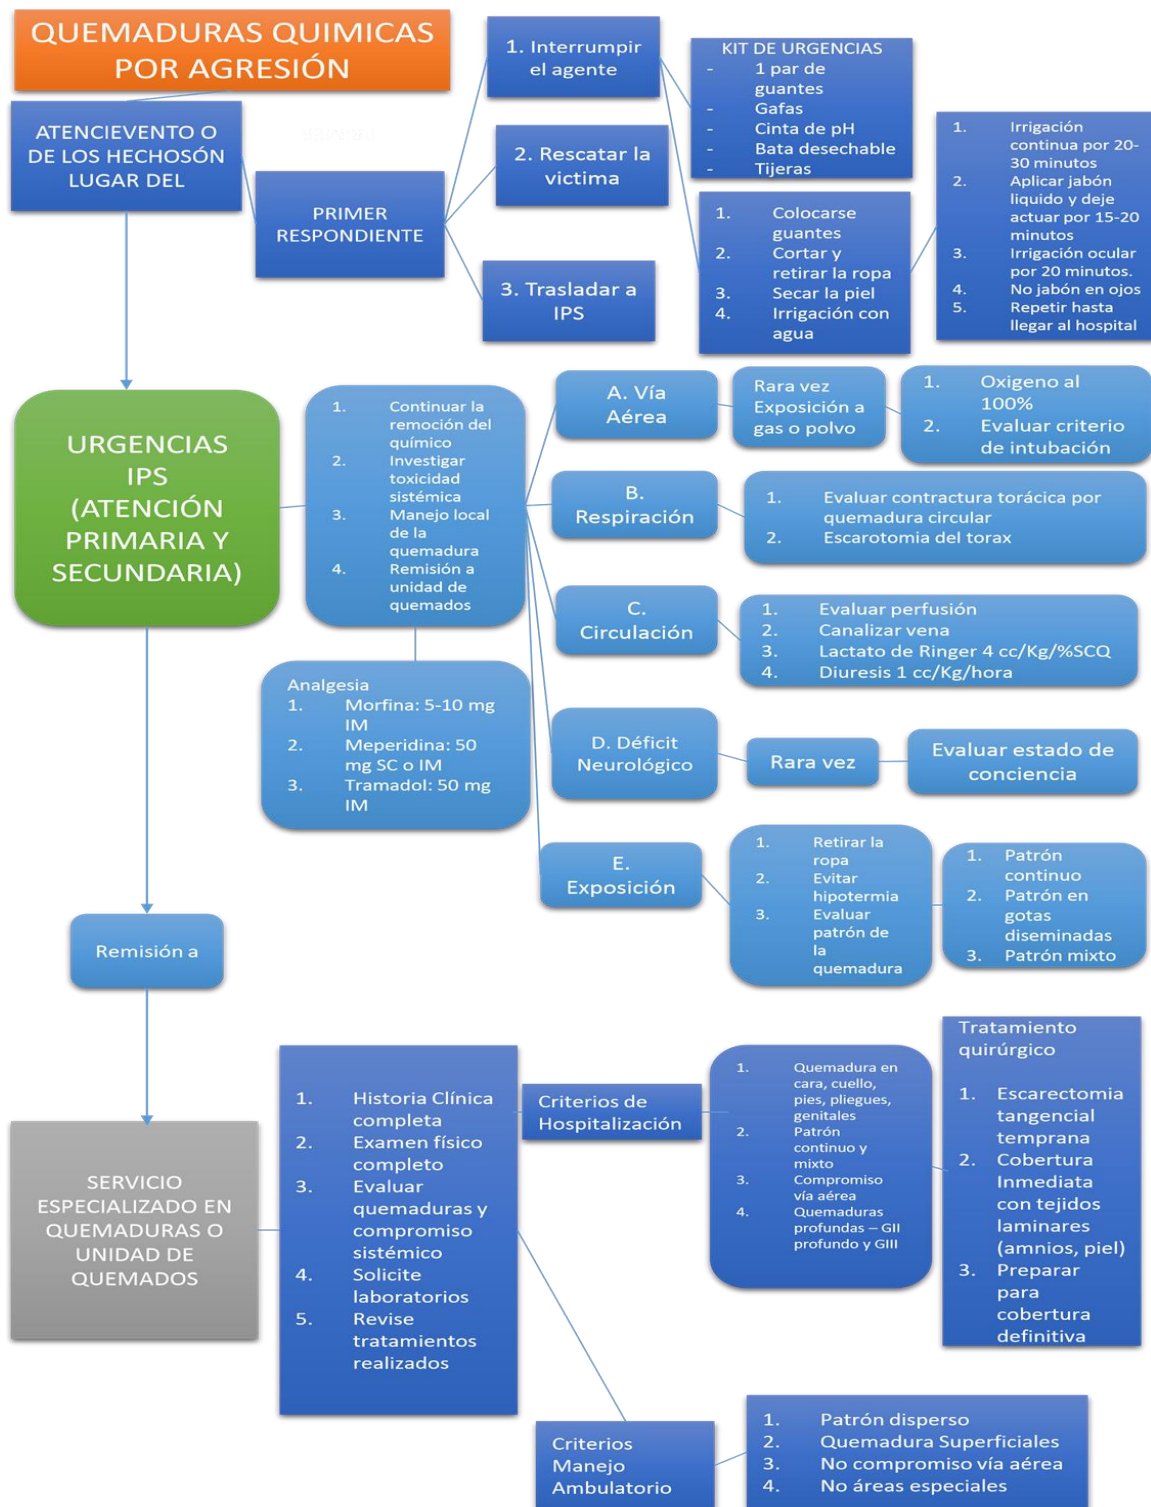 QUEMADURAS QUIMICAS
POR AGRESIÓN
ATENCIEVENTO O
DE LOS HECHOSÓN
LUGAR DEL
PRIMER
RESPONDIENTE
1. Interrumpir
el agente
2. Rescatar la
victima
3. Trasladar a
IPS
KIT DE URGENCIAS
- 1 par de
guantes
- Gafas
- Cinta de pH
- Bata desechable
- Tijeras
1. Colocarse
guantes
2. Cortar y
retirar la ropa
3. Secar la piel
4. Irrigación con
agua
1. Irrigación
continua por 20-
30 minutos
2. Aplicar jabón
liquido y deje
actuar por 15-20
minutos
3. Irrigación ocular
por 20 minutos.
4. No jabón en ojos
5. Repetir hasta
llegar al hospital
URGENCIAS
IPS
(ATENCIÓN
PRIMARIA Y
SECUNDARIA)
1. Continuar la
remoción del
químico
2. Investigar
toxicidad
sistémica
3. Manejo local
de la
quemadura
4. Remisión a
unidad de
quemados
Analgesia
1. Morfina: 5-10 mg
IM
2. Meperidina: 50
mg SC o IM
3. Tramadol: 50 mg
IM
A. Vía
Aérea
Rara vez
Exposición a
gas o polvo
1. Oxigeno al
100%
2. Evaluar criterio
de intubación
B.
Respiración
1. Evaluar contractura torácica por
quemadura circular
2. Escarotomia del torax
C.
Circulación
1. Evaluar perfusión
2. Canalizar vena
3. Lactato de Ringer 4 cc/Kg/%SCQ
4. Diuresis 1 cc/Kg/hora
D. Déficit
Neurológico
Rara vez
Evaluar estado de
conciencia
E.
Exposición
1. Retirar la
ropa
2. Evitar
hipotermia
3. Evaluar
patrón de
la
quemadura
1. Patrón
continuo
2. Patrón en
gotas
diseminadas
3. Patrón mixto
Remisión a
SERVICIO
ESPECIALIZADO EN
QUEMADURAS O
UNIDAD DE
QUEMADOS
1. Historia Clínica
completa
2. Examen físico
completo
3. Evaluar
quemaduras y
compromiso
sistémico
4. Solicite
laboratorios
5. Revise
tratamientos
realizados
Criterios de
Hospitalización
1. Quemadura en
cara, cuello,
pies, pliegues,
genitales
2. Patrón
continuo y
mixto
3. Compromiso
vía aérea
4. Quemaduras
profundas – GII
profundo y GIII
Tratamiento
quirúrgico
1. Escarectomia
tangencial
temprana
2. Cobertura
Inmediata
con tejidos
laminares
(amnios, piel)
3. Preparar
para
cobertura
definitiva
Criterios
Manejo
Ambulatorio
1. Patrón disperso
2. Quemadura Superficiales
3. No compromiso vía aérea
4. No áreas especiales